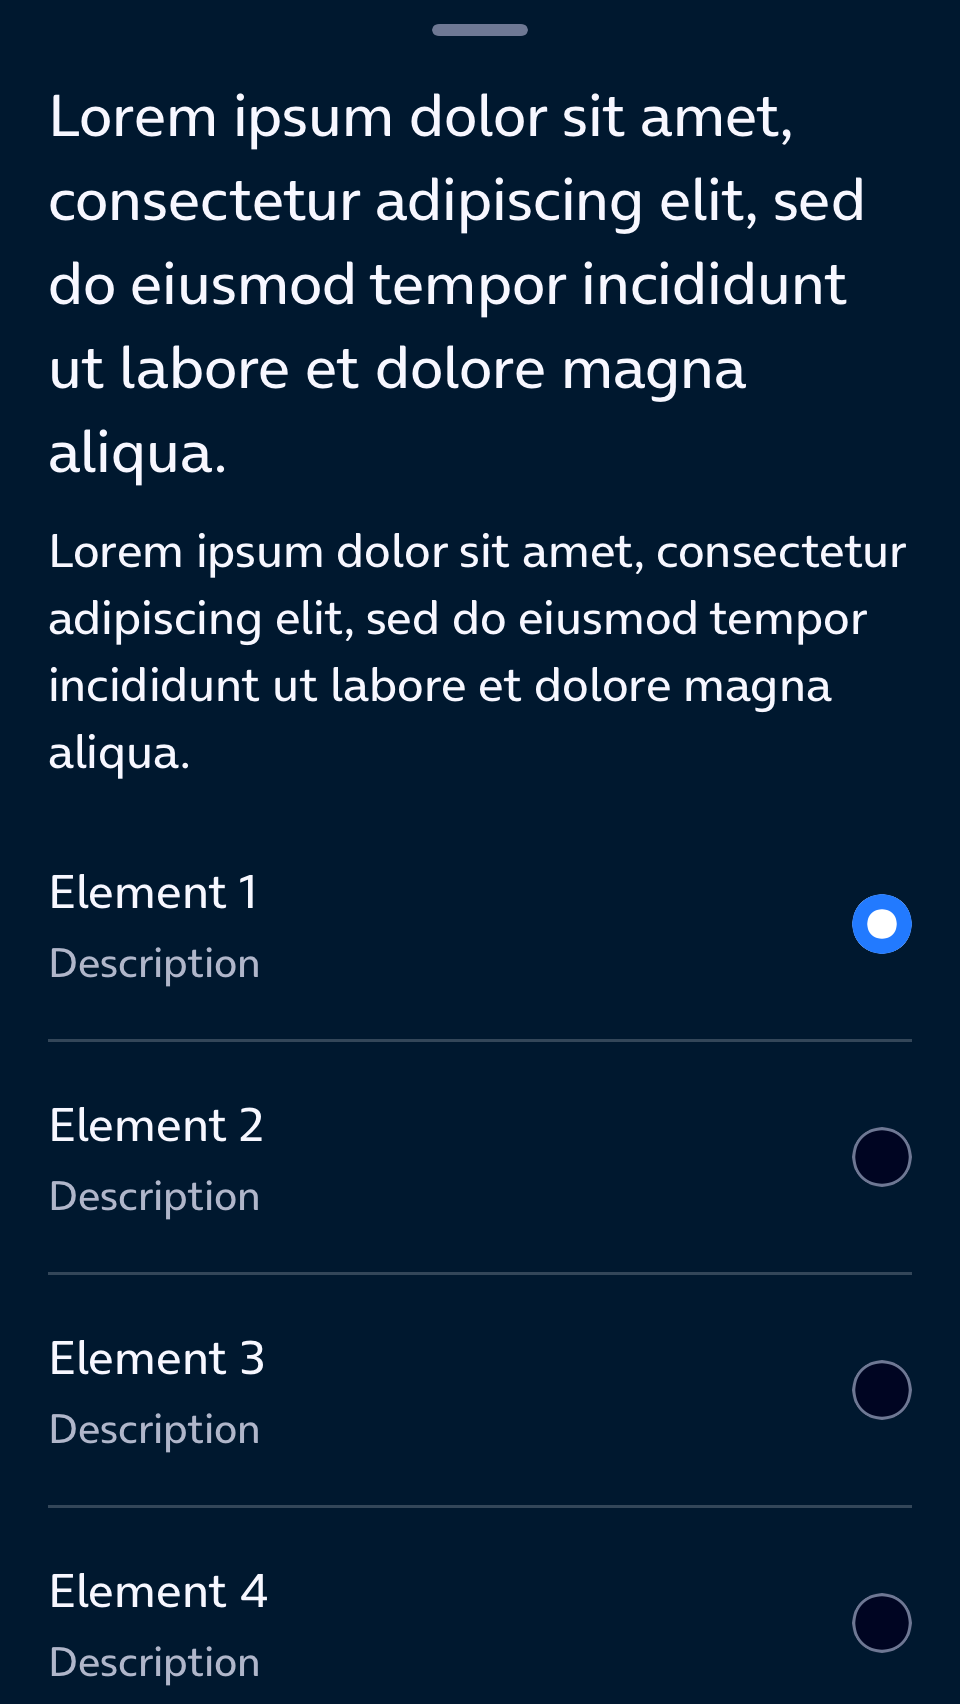 Lorem ipsum dolor sit amet,
consectetur adipiscing elit, sed
do eiusmod tempor incididunt
ut labore et dolore magna
aliqua.
Lorem ipsum dolor sit amet, consectetur
adipiscing elit, sed do eiusmod tempor
incididunt ut labore et dolore magna
aliqua.
Element 1
Description
Element 2
Description
Element 3
Description
Element 4
Description